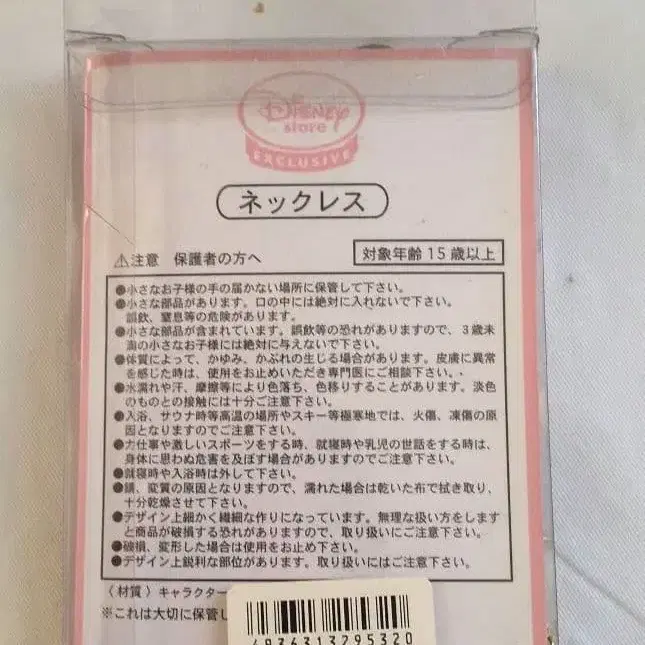 Disney
store
EXCLUSIVE
ネックレス
⚠注意 保護者の方へ 対象年齢15歳以上
●小さなお子様の手の届かない場所に保管して下さい。
●小さな部品があります。口の中には絶対に入れないで下さい。
誤飲、窒息等の危険があります。
●小さな部品が含まれています。誤飲等の恐れがありますので、3歳未
満の小さなお子様には絶対に与えないで下さい。
●体質によって、かゆみ、かぶれの生じる場合があります。皮膚に異常
を感じた時は、使用をお止めいただき専門医にご相談下さい。
●水濡れや汗、摩擦等により色落ち、色移りすることがあります。淡色
のものとの接触には十分ご注意下さい。
●入浴、サウナ時等高温の場所やスキー等極寒地では、火傷、凍傷の原
因となりますのでご注意下さい。
●力仕事や激しいスポーツをする時、就寝時や乳児の世話をする時は、
身体に思わぬ危害を及ぼす場合がありますのでご注意下さい。
●就寝時や入浴時は外して下さい。
●錆、変質の原因となりますので、濡れた場合は乾いた布で拭き取り、
十分乾燥させて下さい。
●デザイン上細かく繊細な作りになっています。無理な扱い方をします
と商品が破損する恐れがありますので、取り扱いにご注意下さい。
●破損、変形した場合は使用をお止め下さい。
●デザイン上鋭利な部位があります。取り扱いにはご注意下さい。
〈材質〉キャラクター
※これは大切に保管し
4936313295320